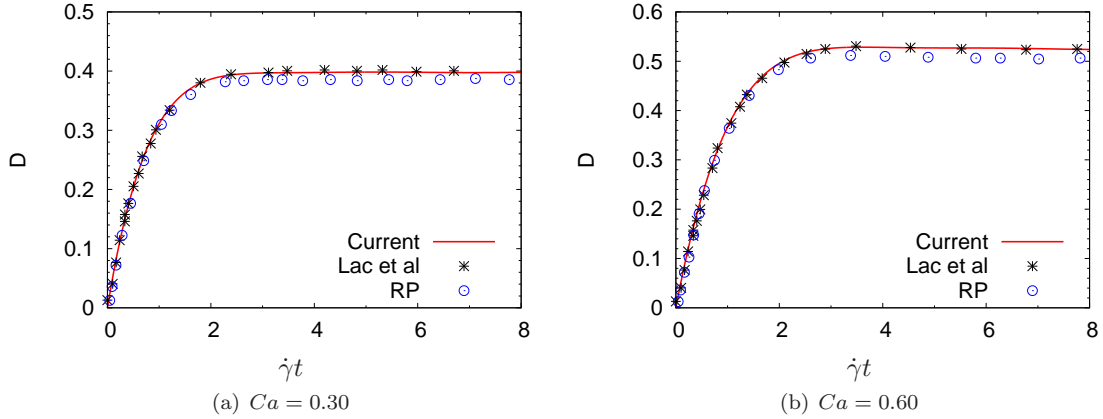 0.5
0.4
0.3
0.2
0.1
0
D
Current
Lac et al
RP
0 2 4 6 8
γ̇t
(a) Ca = 0.30
0.6
0.5
0.4
0.3
0.2
0.1
0
D
Current
Lac et al
RP
0 2 4 6 8
γ̇t
(b) Ca = 0.60